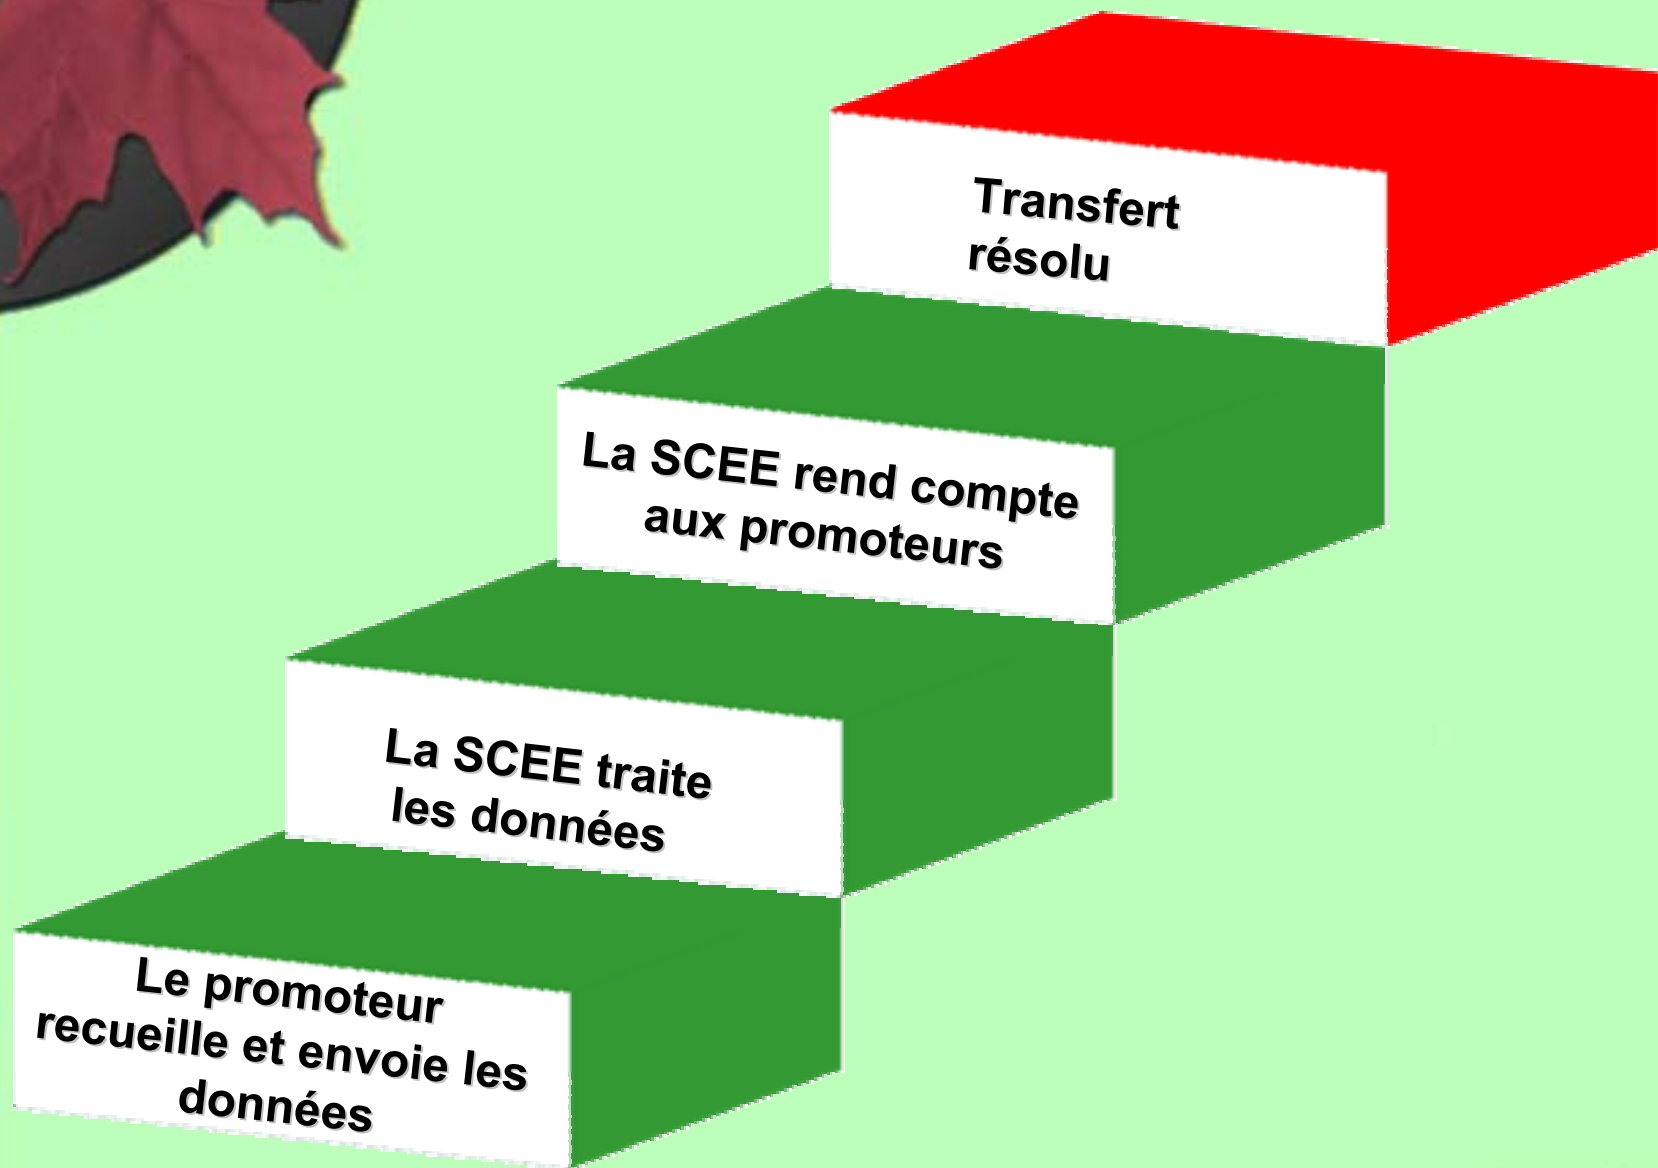 Transfert
résolu
La SCEE rend compte
aux promoteurs
La SCEE traite
les données
Le promoteur
recueille et envoie les
données